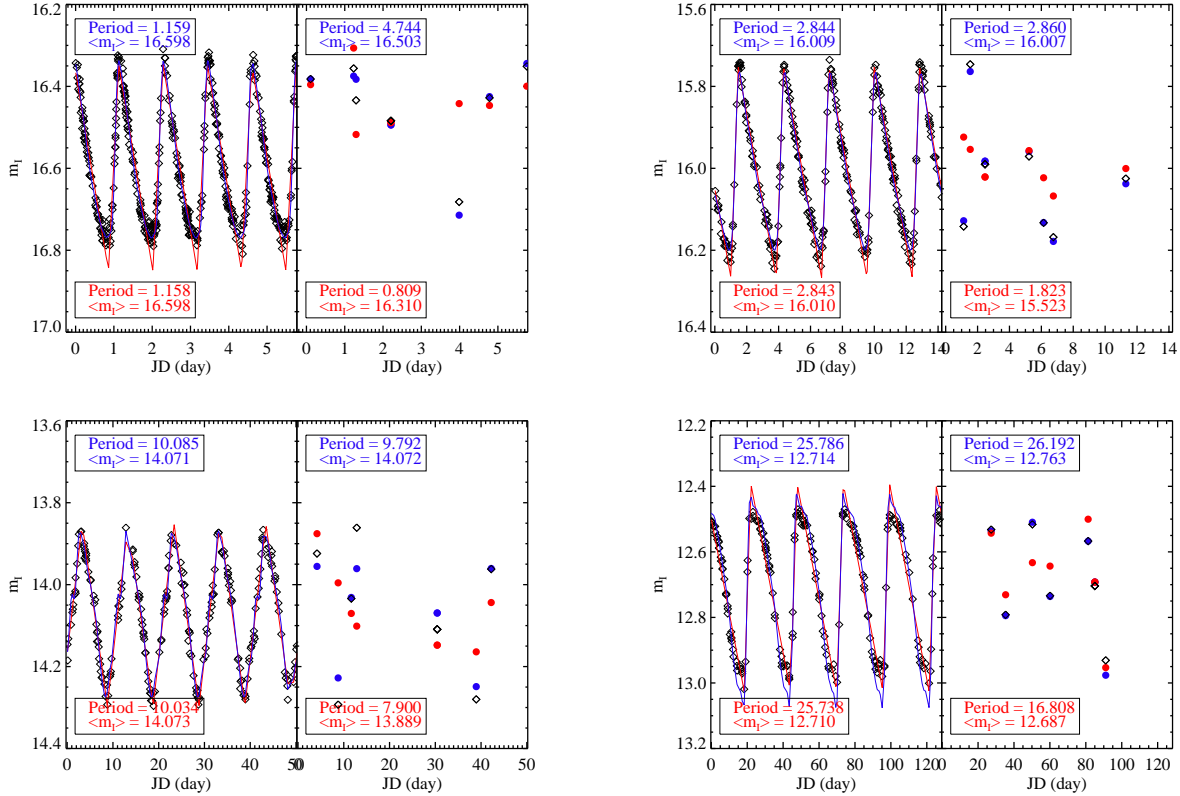 Period = 1.159
<m_I> = 16.598
Period = 4.744
<m_I> = 16.503
Period = 1.158
<m_I> = 16.598
Period = 0.809
<m_I> = 16.310
16.2
16.4
16.6
16.8
17.0
m_I
0 1 2 3 4 5
0 1 2 3 4 5
JD (day)
JD (day)
Period = 2.844
<m_I> = 16.009
Period = 2.860
<m_I> = 16.007
Period = 2.843
<m_I> = 16.010
Period = 1.823
<m_I> = 15.523
15.6
15.8
16.0
16.2
16.4
m_I
0 2 4 6 8 10 12 14
0 2 4 6 8 10 12 14
JD (day)
JD (day)
Period = 10.085
<m_I> = 14.071
Period = 9.792
<m_I> = 14.072
Period = 10.034
<m_I> = 14.073
Period = 7.900
<m_I> = 13.889
13.6
13.8
14.0
14.2
14.4
m_I
0 10 20 30 40 50
0 10 20 30 40 50
JD (day)
JD (day)
Period = 25.786
<m_I> = 12.714
Period = 26.192
<m_I> = 12.763
Period = 25.738
<m_I> = 12.710
Period = 16.808
<m_I> = 12.687
12.2
12.4
12.6
12.8
13.0
13.2
m_I
0 20 40 60 80 100 120
0 20 40 60 80 100 120
JD (day)
JD (day)